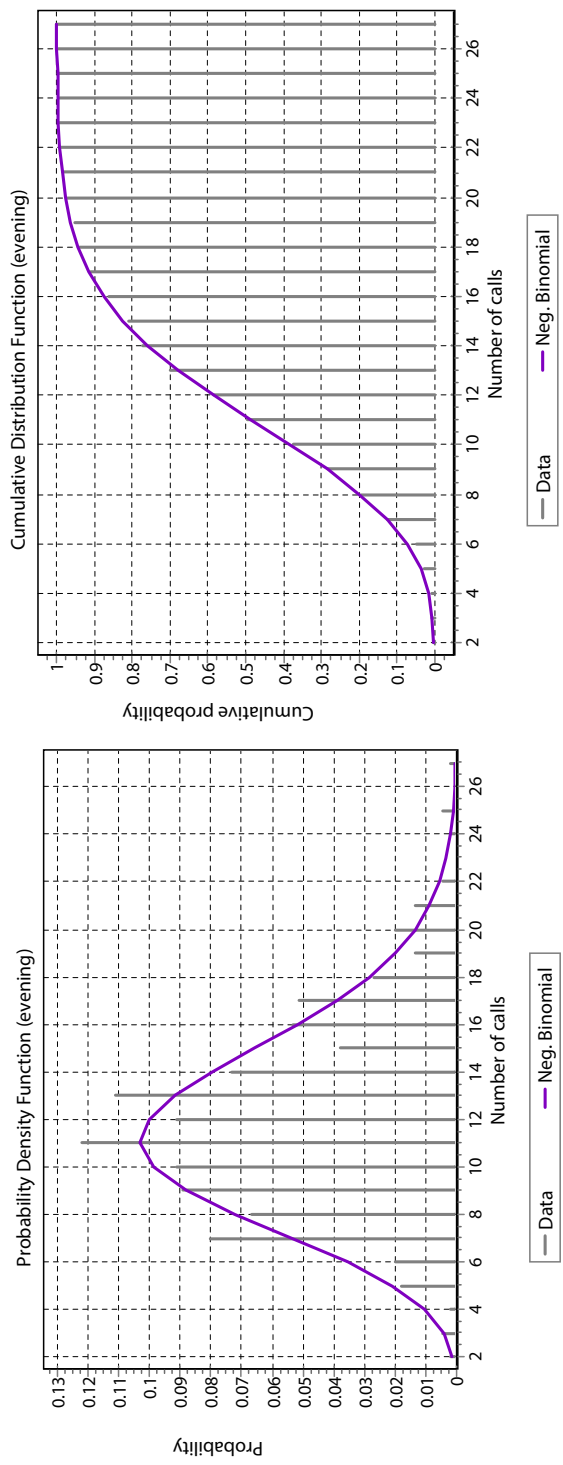 Probability Density Function (evening)
Probability
0.13
0.12
0.11
0.1
0.09
0.08
0.07
0.06
0.05
0.04
0.03
0.02
0.01
0
2 4 6 8 10 12 14 16 18 20 22 24 26
Number of calls
Data Neg. Binomial
Cumulative Distribution Function (evening)
Cumulative probability
1
0.9
0.8
0.7
0.6
0.5
0.4
0.3
0.2
0.1
0
2 4 6 8 10 12 14 16 18 20 22 24 26
Number of calls
Data Neg. Binomial